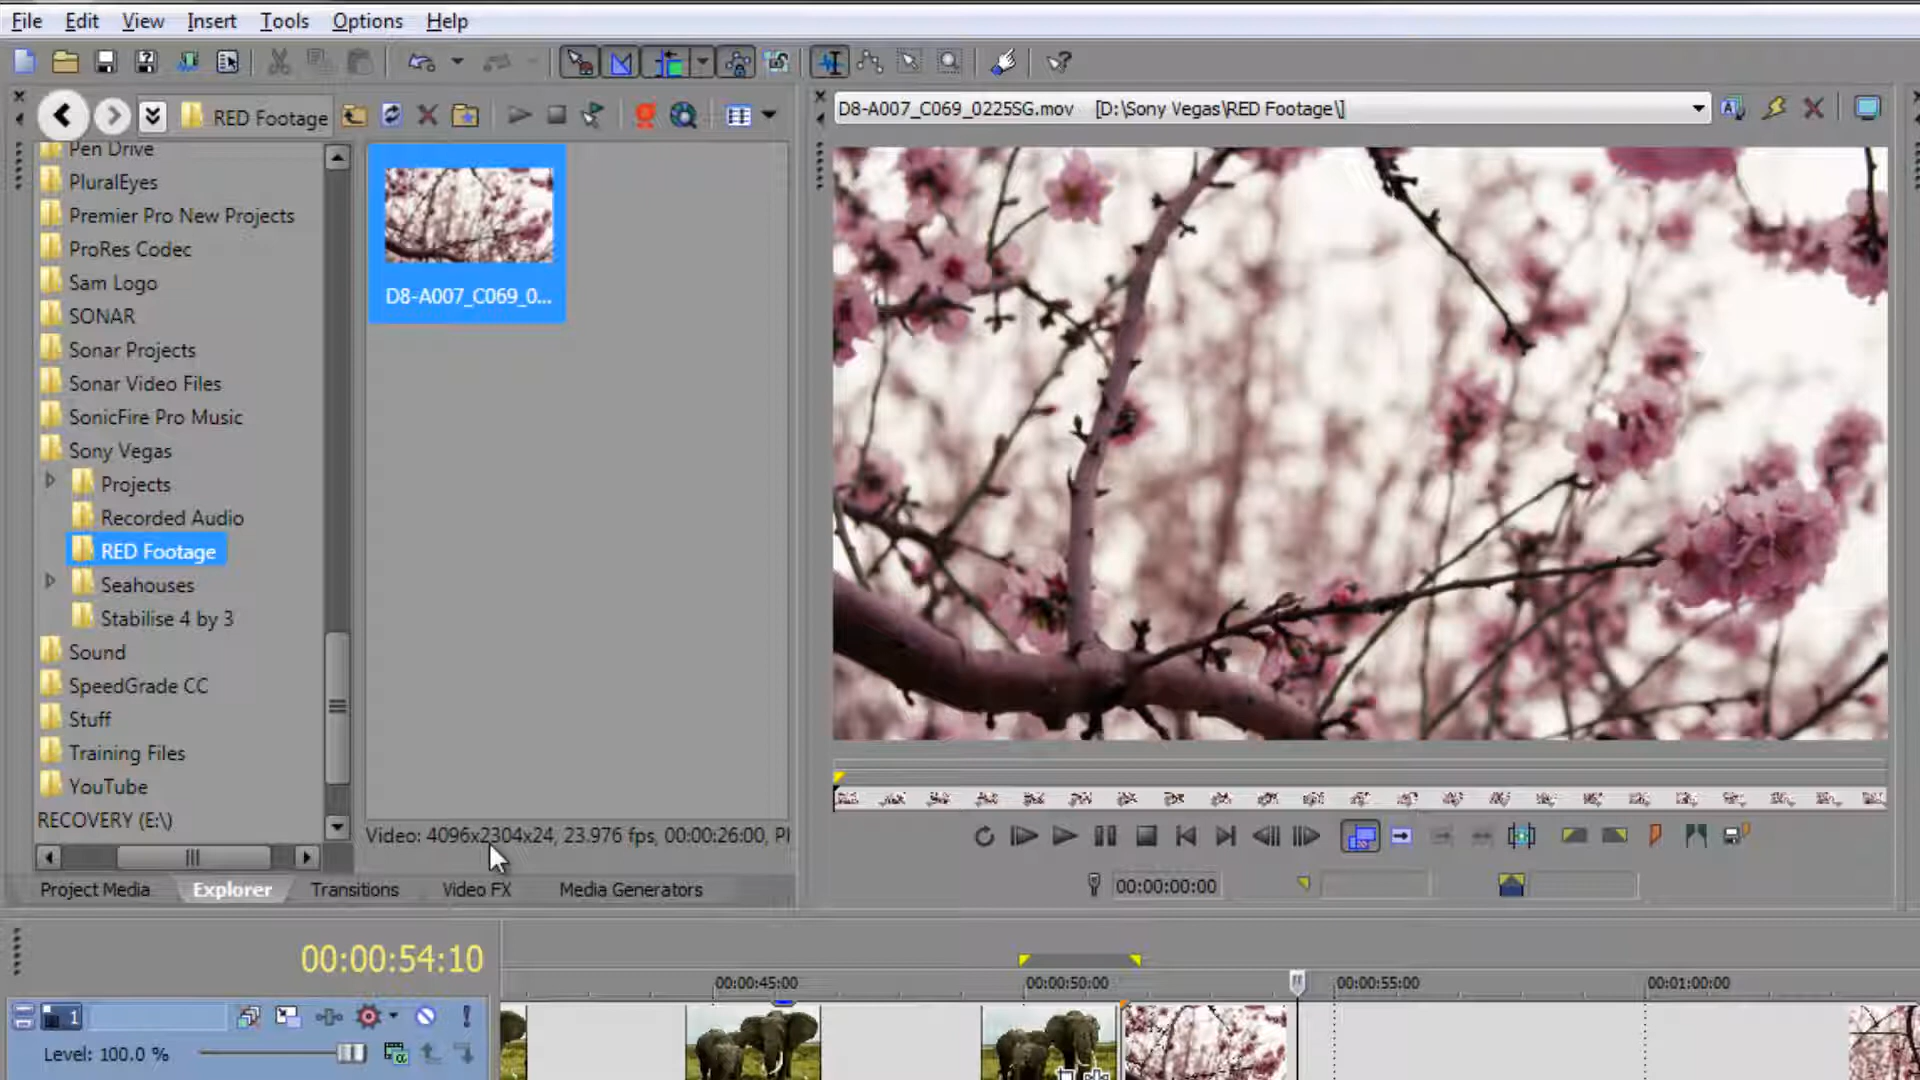 File Edit View Insert Tools Options Help
RED Footage
D8-A007_C069_0225SG.mov [D:\Sony Vegas\RED Footage\]
Pen Drive
PluralEyes
Premier Pro New Projects
ProRes Codec
Sam Logo
SONAR
Sonar Projects
Sonar Video Files
SonicFire Pro Music
Sony Vegas
Projects
Recorded Audio
RED Footage
Seahouses
Stabilise 4 by 3
Sound
SpeedGrade CC
Stuff
Training Files
YouTube
RECOVERY (E:\)
D8-A007_C069_0...
Video: 4096x2304x24, 23.976 fps, 00:00:26:00, Pl
Project Media Explorer Transitions Video FX Media Generators
00:00:00:00
00:00:54:10
00:00:45:00 00:00:50:00 00:00:55:00 00:01:00:00
1
Level: 100.0 %